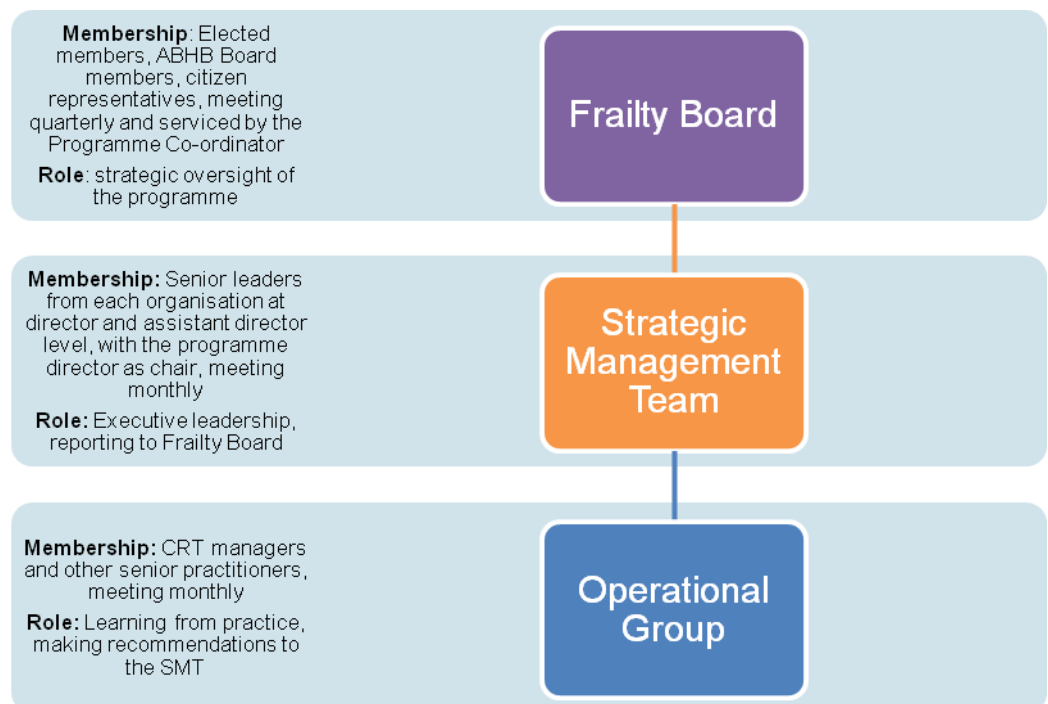 Membership: Elected
members, ABHB Board
members, citizen
representatives, meeting
quarterly and serviced by the
Programme Co-ordinator
Role: strategic oversight of
the programme
Frailty Board
Membership: Senior leaders
from each organisation at
director and assistant director
level, with the programme
director as chair, meeting
monthly
Role: Executive leadership,
reporting to Frailty Board
Strategic
Management
Team
Membership: CRT managers
and other senior practitioners,
meeting monthly
Role: Learning from practice,
making recommendations to
the SMT
Operational
Group